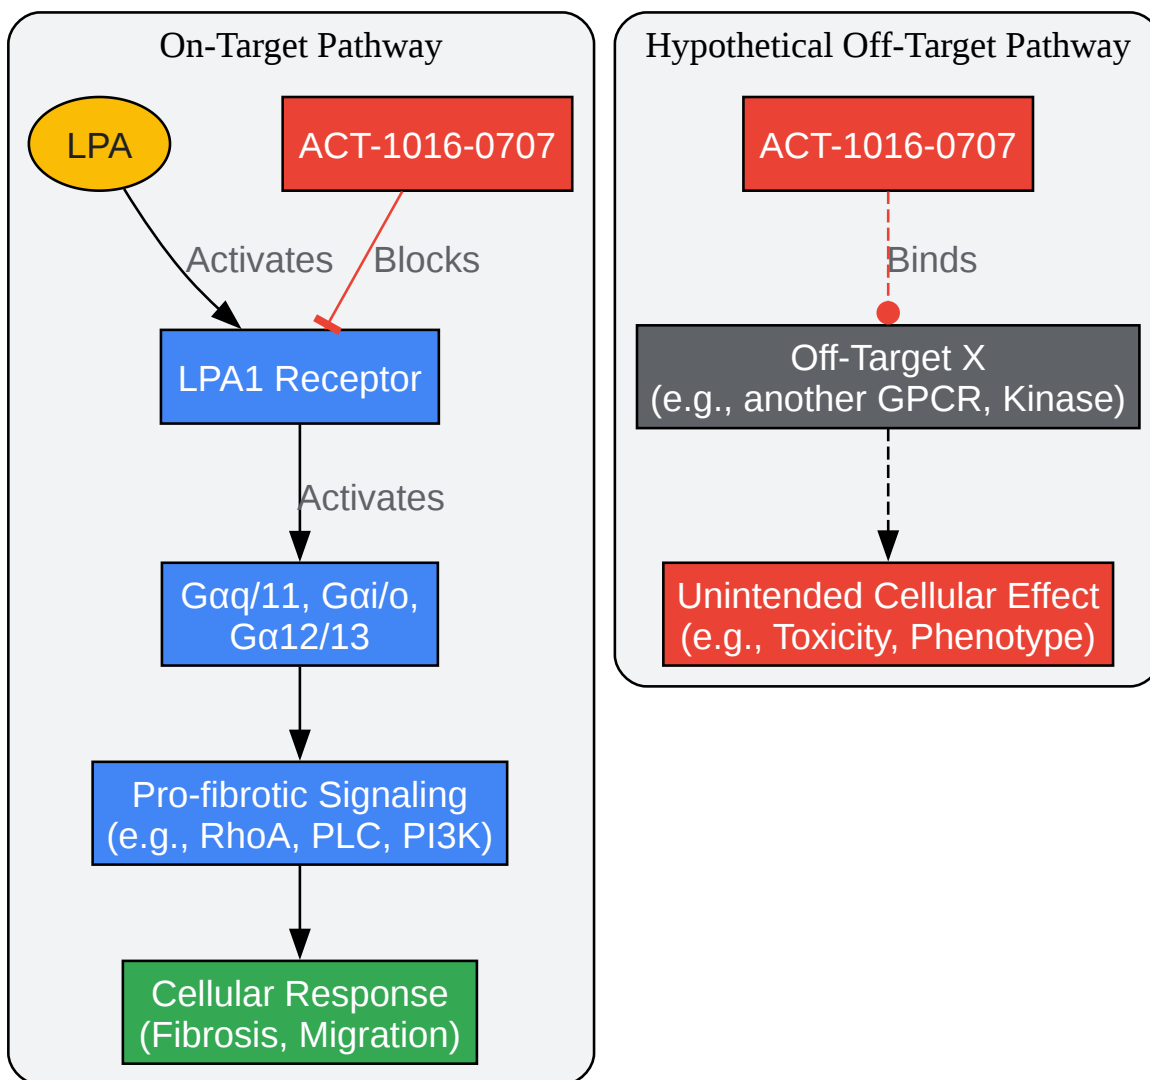 On-Target Pathway
LPA
ACT-1016-0707
Activates
Blocks
LPA1 Receptor
Activates
Gαq/11, Gαi/o,
Gα12/13
Pro-fibrotic Signaling
(e.g., RhoA, PLC, PI3K)
Cellular Response
(Fibrosis, Migration)
Hypothetical Off-Target Pathway
ACT-1016-0707
Binds
Off-Target X
(e.g., another GPCR, Kinase)
Unintended Cellular Effect
(e.g., Toxicity, Phenotype)